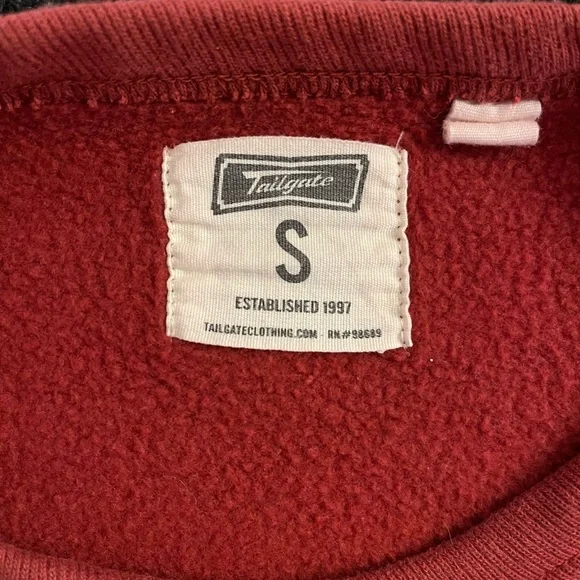 Tailgate
S
ESTABLISHED 1997
TAILGATECLOTHING.COM - RN#98689